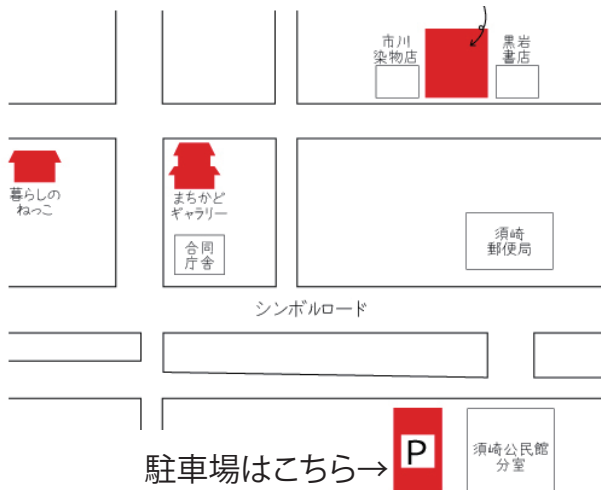 市川
染物店
黒岩
書店
暮らしの
ねっこ
まちかど
ギャラリー
合同
庁舎
須崎
郵便局
シンボルロード
駐車場はこちら→
P
須崎公民館
分室